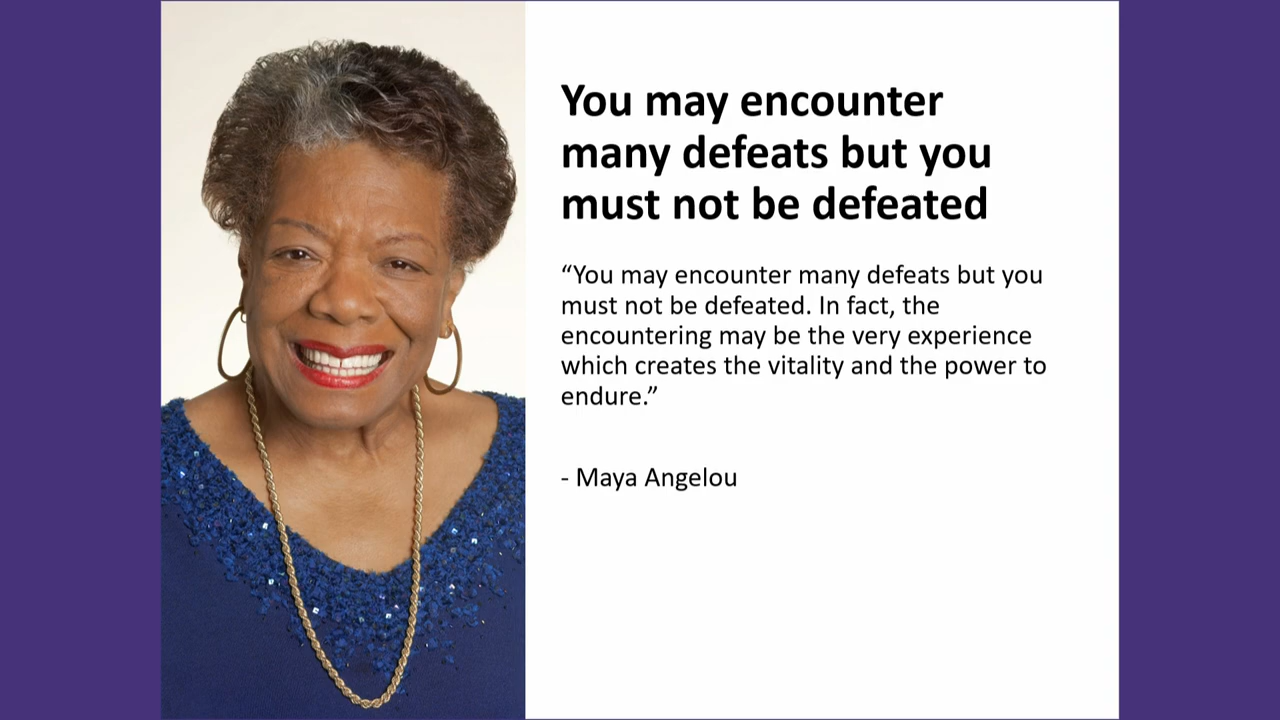 You may encounter
many defeats but you
must not be defeated
“You may encounter many defeats but you
must not be defeated. In fact, the
encountering may be the very experience
which creates the vitality and the power to
endure.”
- Maya Angelou